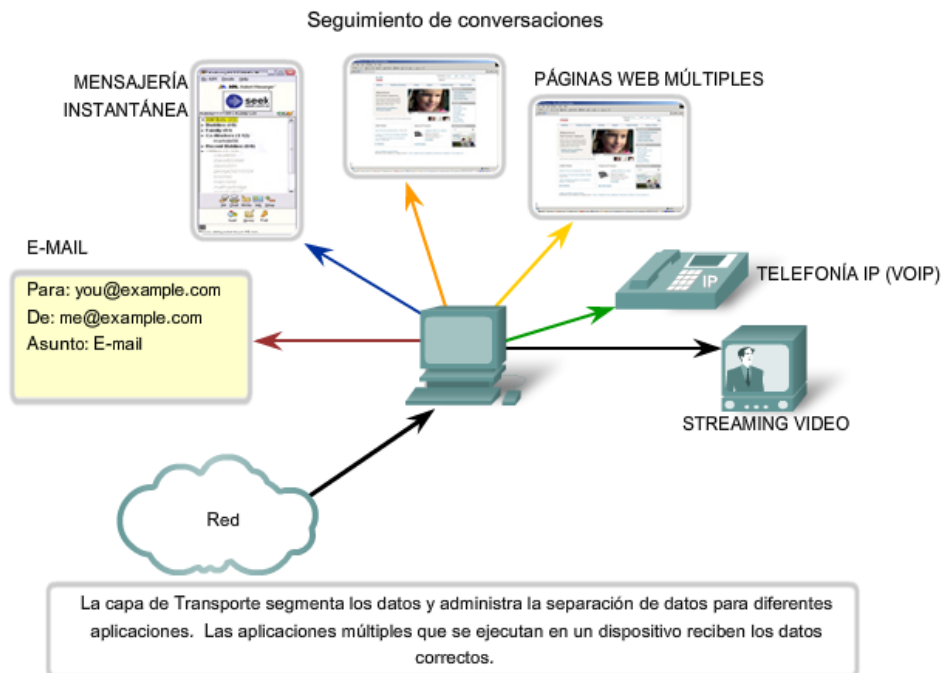 Seguimiento de conversaciones
MENSAJERÍA
INSTANTÁNEA
seek
PÁGINAS WEB MÚLTIPLES
E-MAIL
Para: you@example.com
De: me@example.com
Asunto: E-mail
IP
TELEFONÍA IP (VOIP)
STREAMING VIDEO
Red
La capa de Transporte segmenta los datos y administra la separación de datos para diferentes
aplicaciones. Las aplicaciones múltiples que se ejecutan en un dispositivo reciben los datos
correctos.